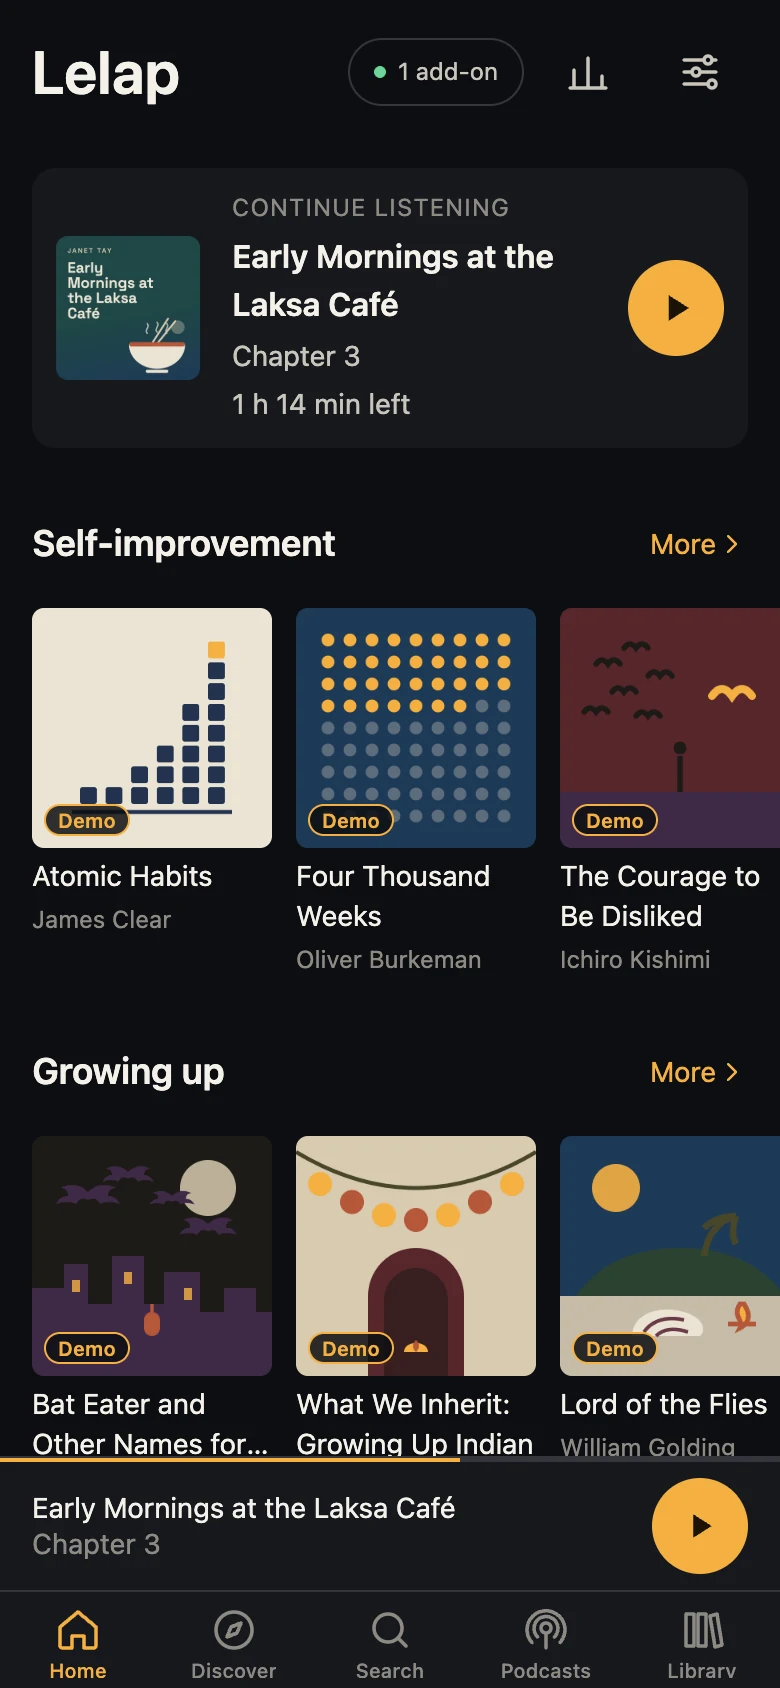 Lelap
1 add-on
CONTINUE LISTENING
JANET TAY
Early
Mornings at
the Laksa
Café
Early Mornings at the
Laksa Café
Chapter 3
1 h 14 min left
Self-improvement
More
Demo
Demo
Demo
Atomic Habits
James Clear
Four Thousand
Weeks
Oliver Burkeman
The Courage to
Be Disliked
Ichiro Kishimi
Growing up
More
Demo
Demo
Demo
Bat Eater and
Other Names for...
What We Inherit:
Growing Up Indian
Lord of the Flies
William Golding
Early Mornings at the Laksa Café
Chapter 3
Home
Discover
Search
Podcasts
Library